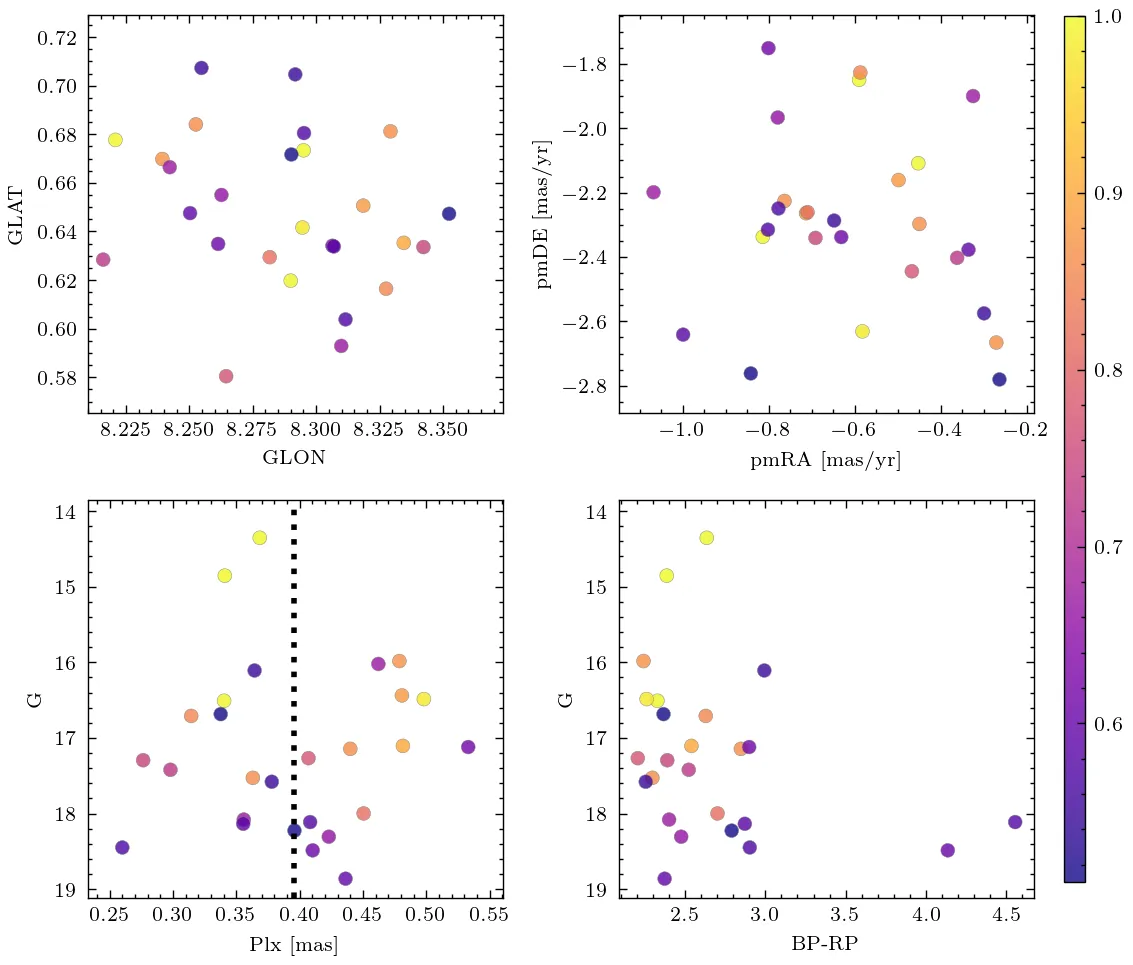 0.72
0.70
0.68
0.66
0.64
0.62
0.60
0.58
GLAT
8.225 8.250 8.275 8.300 8.325 8.350
GLON
−1.8
−2.0
−2.2
−2.4
−2.6
−2.8
pmDE [mas/yr]
−1.0 −0.8 −0.6 −0.4 −0.2
pmRA [mas/yr]
14
15
16
17
18
19
G
0.25 0.30 0.35 0.40 0.45 0.50 0.55
Plx [mas]
14
15
16
17
18
19
G
2.5 3.0 3.5 4.0 4.5
BP-RP
1.0
0.9
0.8
0.7
0.6